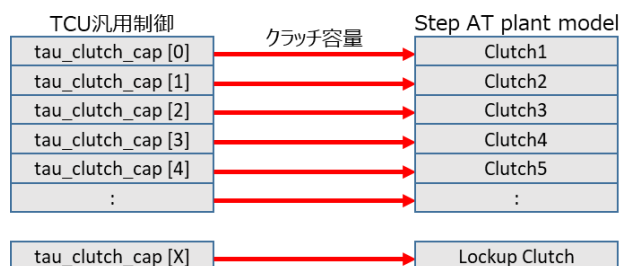 TCU汎用制御
クラッチ容量
Step AT plant model
tau_clutch_cap [0]
Clutch1
tau_clutch_cap [1]
Clutch2
tau_clutch_cap [2]
Clutch3
tau_clutch_cap [3]
Clutch4
tau_clutch_cap [4]
Clutch5
:
:
tau_clutch_cap [X]
Lockup Clutch